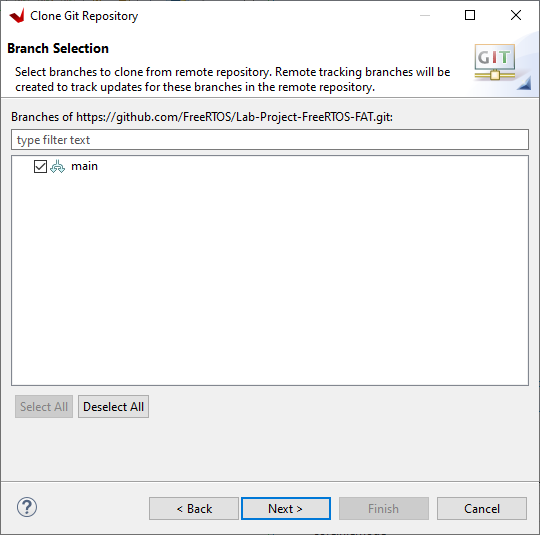 Clone Git Repository
Branch Selection
Select branches to clone from remote repository. Remote tracking branches will be
created to track updates for these branches in the remote repository.
GIT
Branches of https://github.com/FreeRTOS/Lab-Project-FreeRTOS-FAT.git:
type filter text
main
Select All
Deselect All
?
< Back
Next >
Finish
Cancel